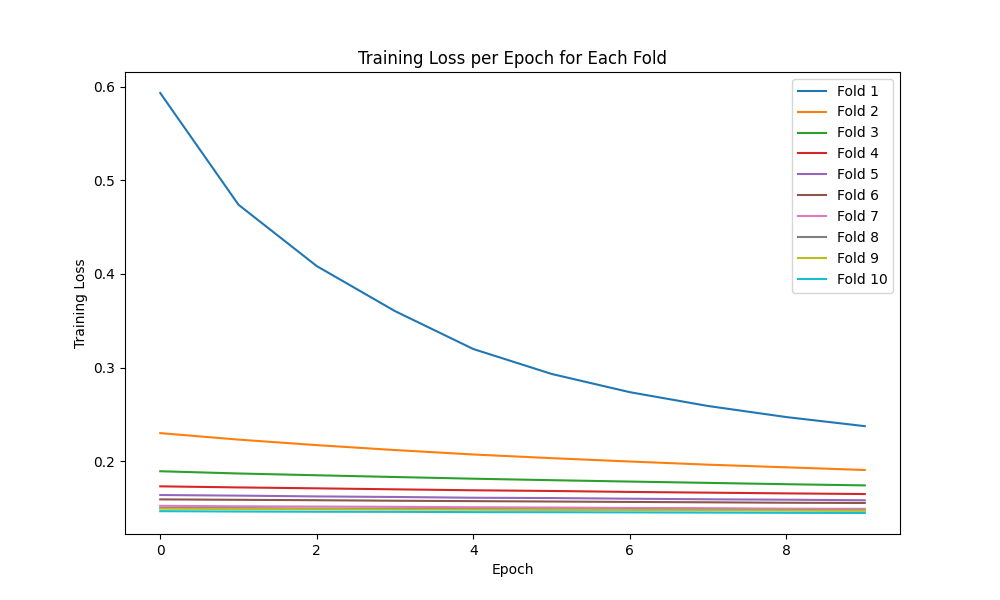 Training Loss per Epoch for Each Fold
0.6
0.5
0.4
0.3
0.2
Training Loss
0
2
4
6
8
Epoch
Fold 1
Fold 2
Fold 3
Fold 4
Fold 5
Fold 6
Fold 7
Fold 8
Fold 9
Fold 10